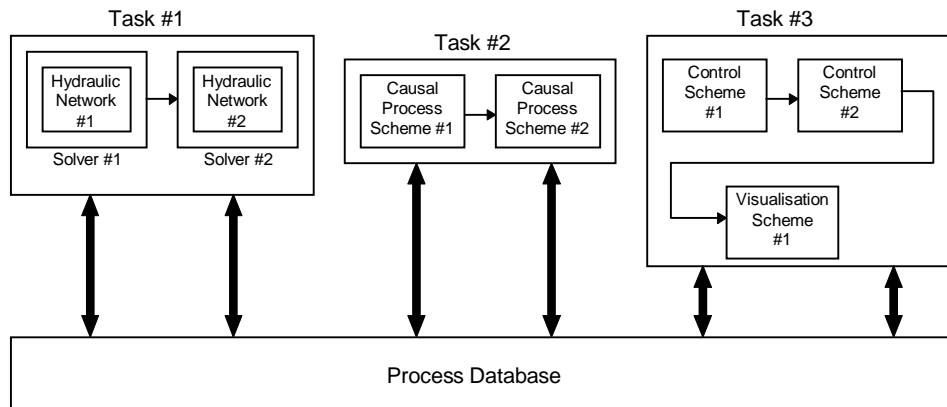 Task #1
Hydraulic
Network
#1
Solver #1
Hydraulic
Network
#2
Solver #2
Task #2
Causal
Process
Scheme #1
Causal
Process
Scheme #2
Task #3
Control
Scheme
#1
Control
Scheme
#2
Visualisation
Scheme
#1
Process Database